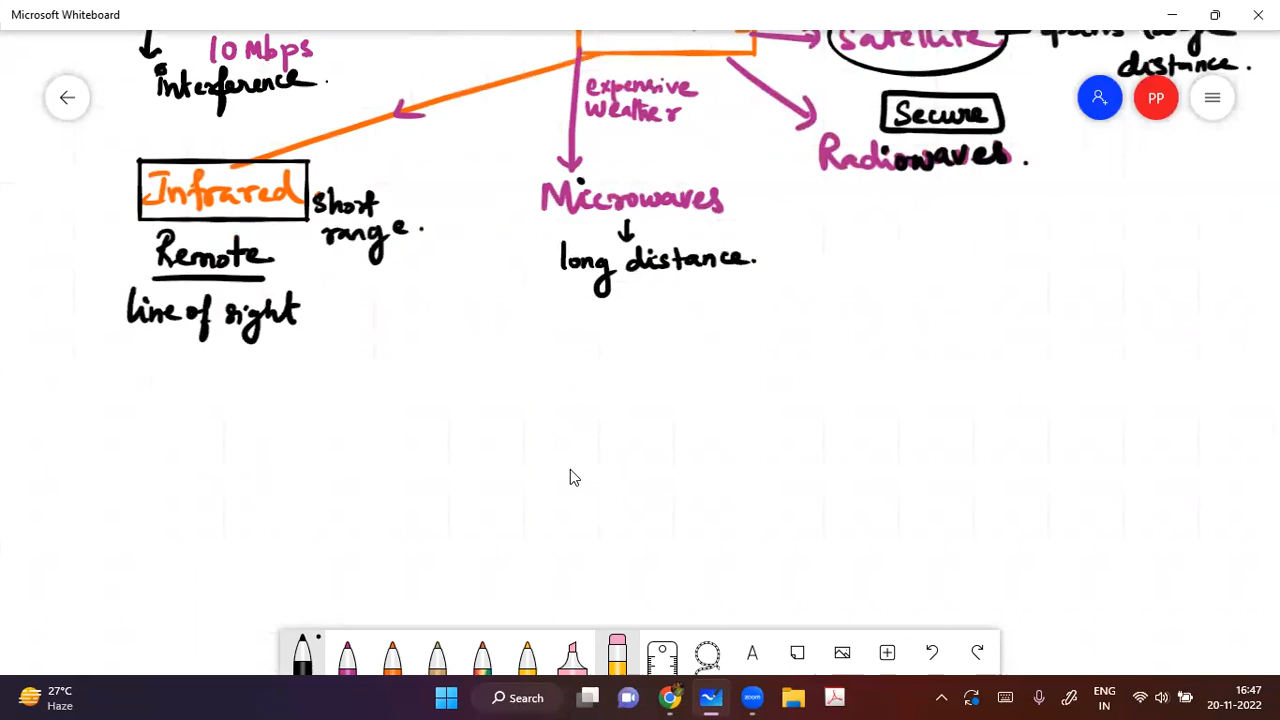 Microsoft Whiteboard
10 Mbps
interference.
expensive
weather
Satellite
distance.
Secure
Radiowaves.
PP
Infrared
short
range.
Remote
line of sight
Microwaves
long distance.
A
27°C
Haze
Search
zoom
ENG
IN
16:47
20-11-2022